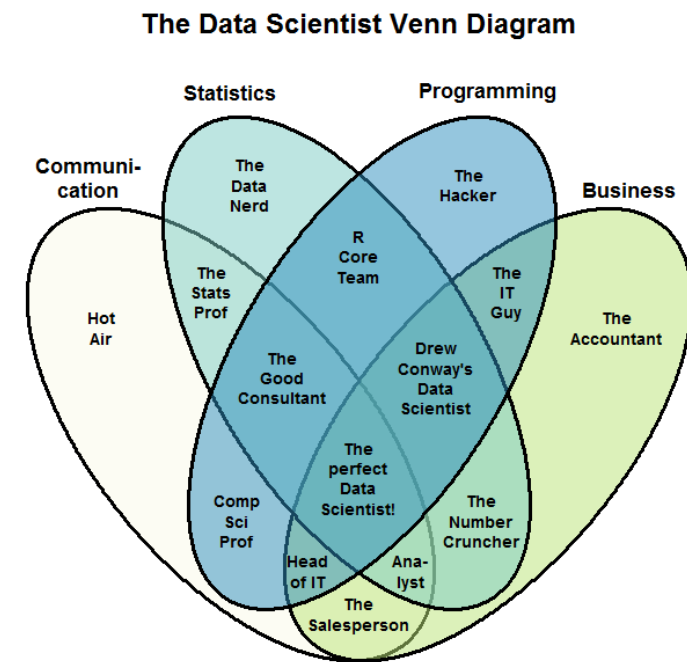 The Data Scientist Venn Diagram
Statistics
Programming
Communi-
cation
Business
The
Data
Nerd
The
Hacker
R
Core
Team
The
Stats
Prof
The
IT
Guy
Hot
Air
The
Accountant
The
Good
Consultant
Drew
Conway's
Data
Scientist
The
perfect
Data
Scientist!
Comp
Sci
Prof
The
Number
Cruncher
Head
of IT
Ana-
lyst
The
Salesperson